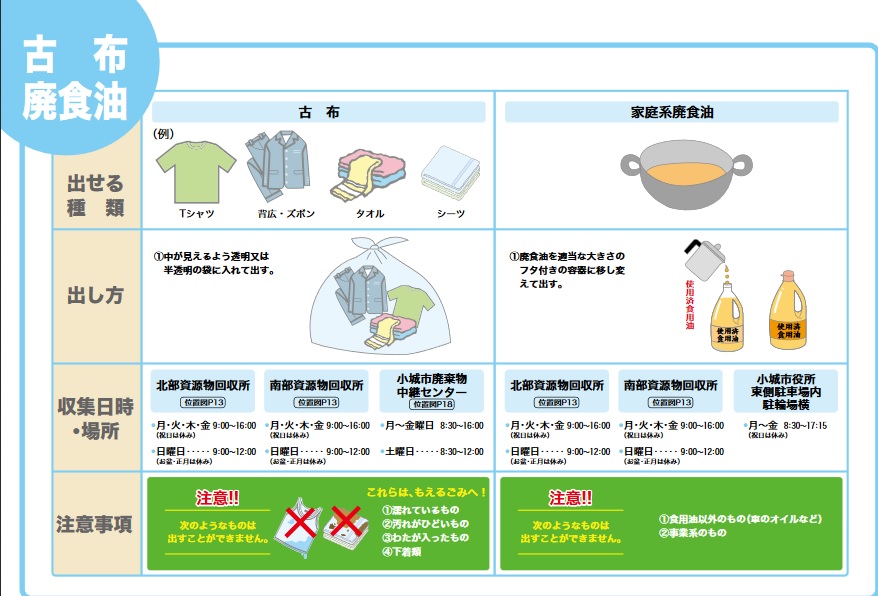 古　布
廃食油
古　布
家庭系廃食油
出せる
種　類
(例)
Tシャツ
背広・ズボン
タオル
シーツ
出し方
①中が見えるよう透明又は
半透明の袋に入れて出す。
①廃食油を適当な大きさの
フタ付きの容器に移し変
えて出す。
使用済食用油
使用済
食用油
使用済
食用油
収集日時
・場所
北部資源物回収所
位置図P13
•月・火・木・金 9:00〜16:00
(祝日は休み)
•日曜日‥‥‥9:00〜12:00
(お盆・正月は休み)
南部資源物回収所
位置図P13
•月・火・木・金 9:00〜16:00
(祝日は休み)
•日曜日‥‥‥9:00〜12:00
(お盆・正月は休み)
小城市廃棄物
中継センター
位置図P18
•月〜金曜日 8:30〜16:00
•土曜日‥‥‥8:30〜12:00
北部資源物回収所
位置図P13
•月・火・木・金 9:00〜16:00
(祝日は休み)
•日曜日‥‥‥9:00〜12:00
(お盆・正月は休み)
南部資源物回収所
位置図P13
•月・火・木・金 9:00〜16:00
(祝日は休み)
•日曜日‥‥‥9:00〜12:00
(お盆・正月は休み)
小城市役所
東側駐車場内
駐輪場横
•月〜金 8:30〜17:15
(祝日は休み)
注意事項
注意!!
次のようなものは
出すことができません。
これらは、もえるごみへ！
①濡れているもの
②汚れがひどいもの
③わたが入ったもの
④下着類
注意!!
次のようなものは
出すことができません。
①食用油以外のもの(車のオイルなど)
②事業系のもの